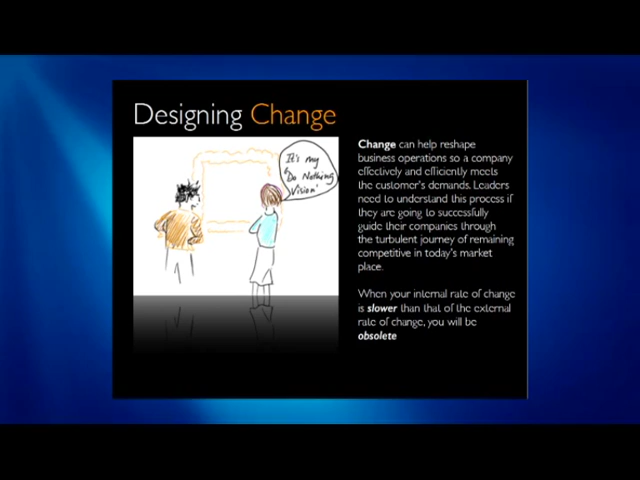 Designing Change
It's my
'Do Nothing
Vision'
Change can help reshape
business operations so a company
effectively and efficiently meets
the customer's demands. Leaders
need to understand this process if
they are going to successfully
guide their companies through
the turbulent journey of remaining
competitive in today's market
place.
When your internal rate of change
is slower than that of the external
rate of change, you will be
obsolete